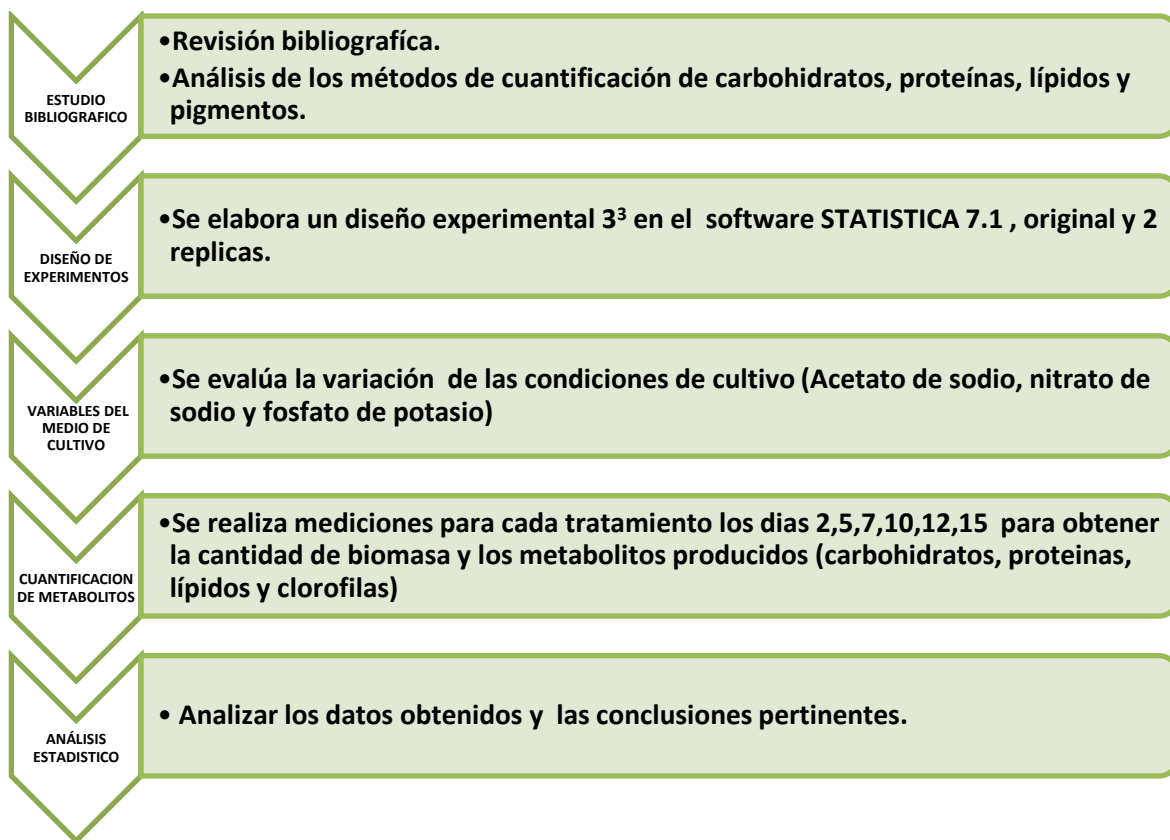 ESTUDIO
BIBLIOGRAFICO
•Revisión bibliografíca.
•Análisis de los métodos de cuantificación de carbohidratos, proteínas, lípidos y
pigmentos.
DISEÑO DE
EXPERIMENTOS
•Se elabora un diseño experimental 3³ en el software STATISTICA 7.1 , original y 2
replicas.
VARIABLES DEL
MEDIO DE
CULTIVO
•Se evalúa la variación de las condiciones de cultivo (Acetato de sodio, nitrato de
sodio y fosfato de potasio)
CUANTIFICACION
DE METABOLITOS
•Se realiza mediciones para cada tratamiento los dias 2,5,7,10,12,15 para obtener
la cantidad de biomasa y los metabolitos producidos (carbohidratos, proteinas,
lípidos y clorofilas)
ANÁLISIS
ESTADISTICO
• Analizar los datos obtenidos y las conclusiones pertinentes.